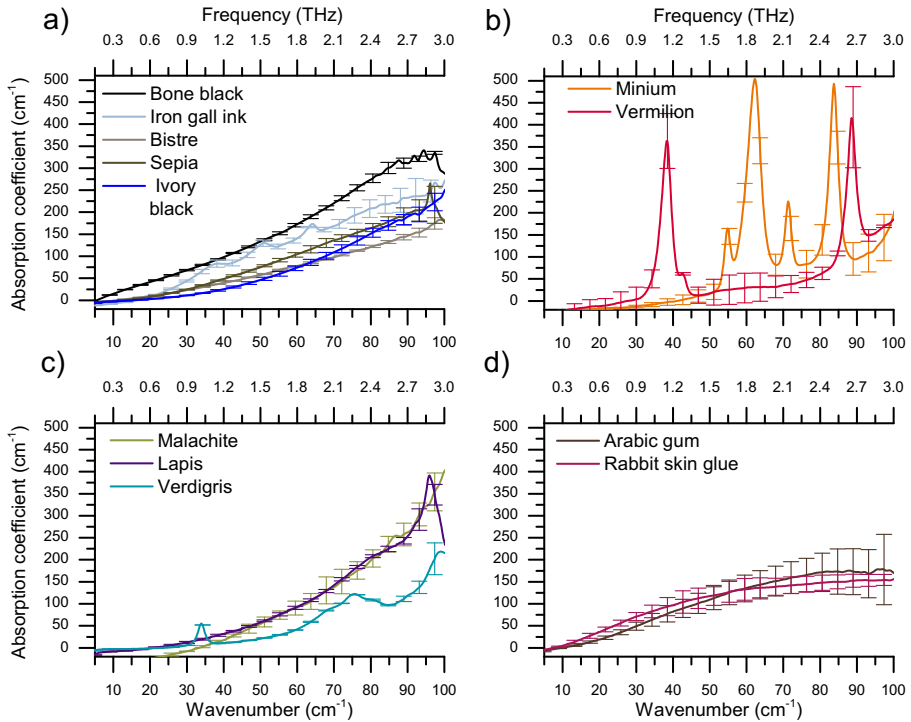 Frequency (THz)
a)
0.3 0.6 0.9 1.2 1.5 1.8 2.1 2.4 2.7 3.0
Absorption coefficient (cm⁻¹)
500
450
400
350
300
250
200
150
100
50
0
Bone black
Iron gall ink
Bistre
Sepia
Ivory
black
10 20 30 40 50 60 70 80 90 100
Frequency (THz)
b)
0.3 0.6 0.9 1.2 1.5 1.8 2.1 2.4 2.7 3.0
500
450
400
350
300
250
200
150
100
50
0
Minium
Vermilion
10 20 30 40 50 60 70 80 90 100
c)
0.3 0.6 0.9 1.2 1.5 1.8 2.1 2.4 2.7 3.0
Absorption coefficient (cm⁻¹)
500
450
400
350
300
250
200
150
100
50
0
Malachite
Lapis
Verdigris
10 20 30 40 50 60 70 80 90 100
Wavenumber (cm⁻¹)
d)
0.3 0.6 0.9 1.2 1.5 1.8 2.1 2.4 2.7 3.0
500
450
400
350
300
250
200
150
100
50
0
Arabic gum
Rabbit skin glue
10 20 30 40 50 60 70 80 90 100
Wavenumber (cm⁻¹)